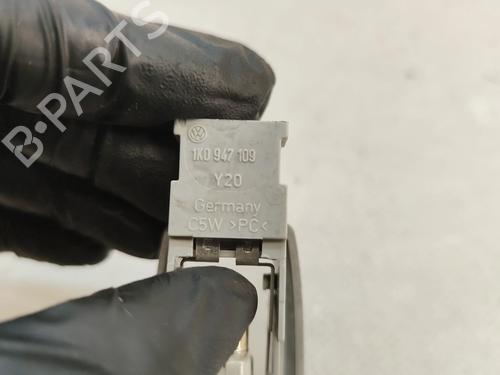 B-PARTS
1K0 947 109
Y20
Germany
C5W >PC<